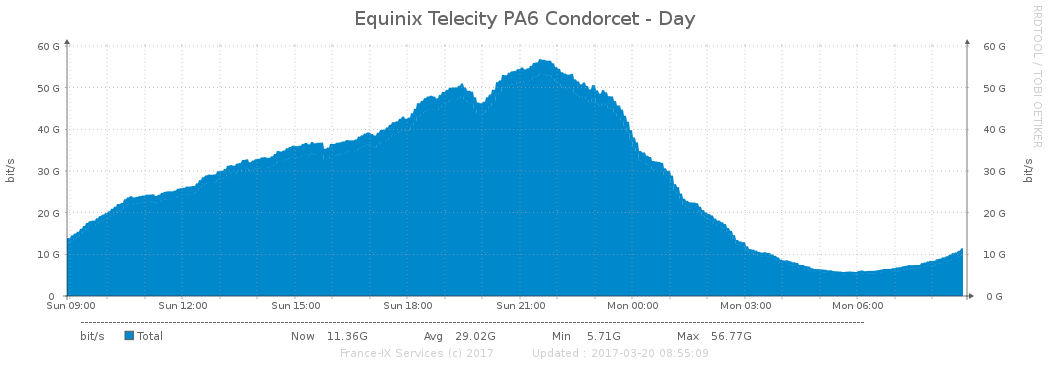 Equinix Telecity PA6 Condorcet - Day
RRDTOOL / TOBI OETIKER
60 G 60 G
50 G 50 G
40 G 40 G
30 G 30 G
20 G 20 G
10 G 10 G
0 0 G
bit/s bit/s
Sun 09:00 Sun 12:00 Sun 15:00 Sun 18:00 Sun 21:00 Mon 00:00 Mon 03:00 Mon 06:00
bit/s Total Now 11.36G Avg 29.02G Min 5.71G Max 56.77G
France-IX Services (c) 2017 Updated : 2017-03-20 08:55:09